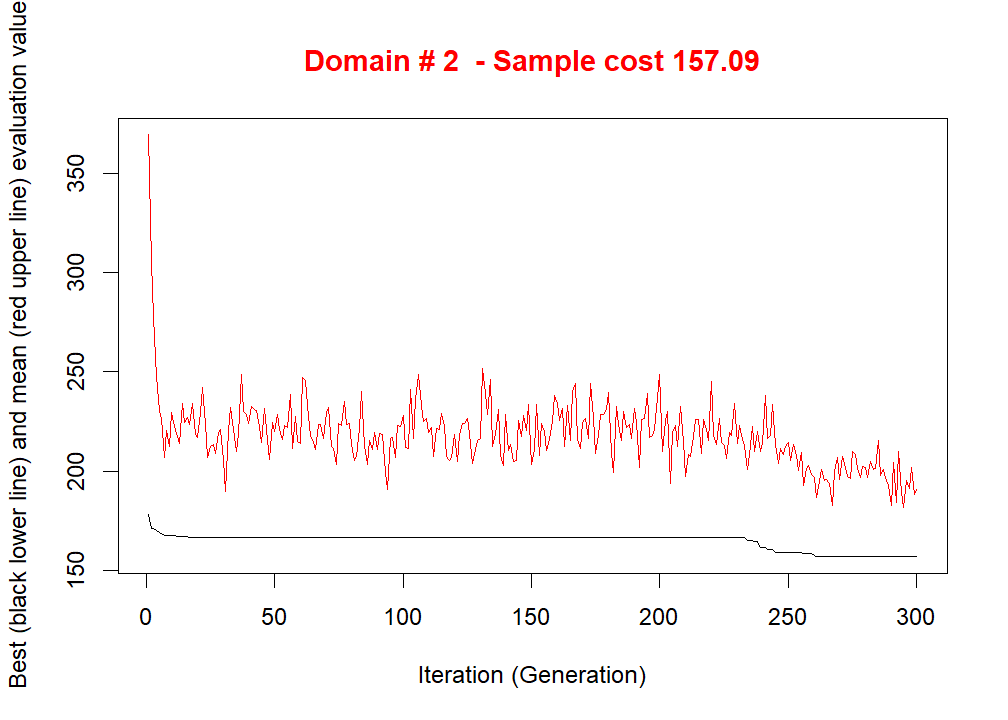 Domain # 2  - Sample cost 157.09
Best (black lower line) and mean (red upper line) evaluation value
350
300
250
200
150
0 50 100 150 200 250 300
Iteration (Generation)